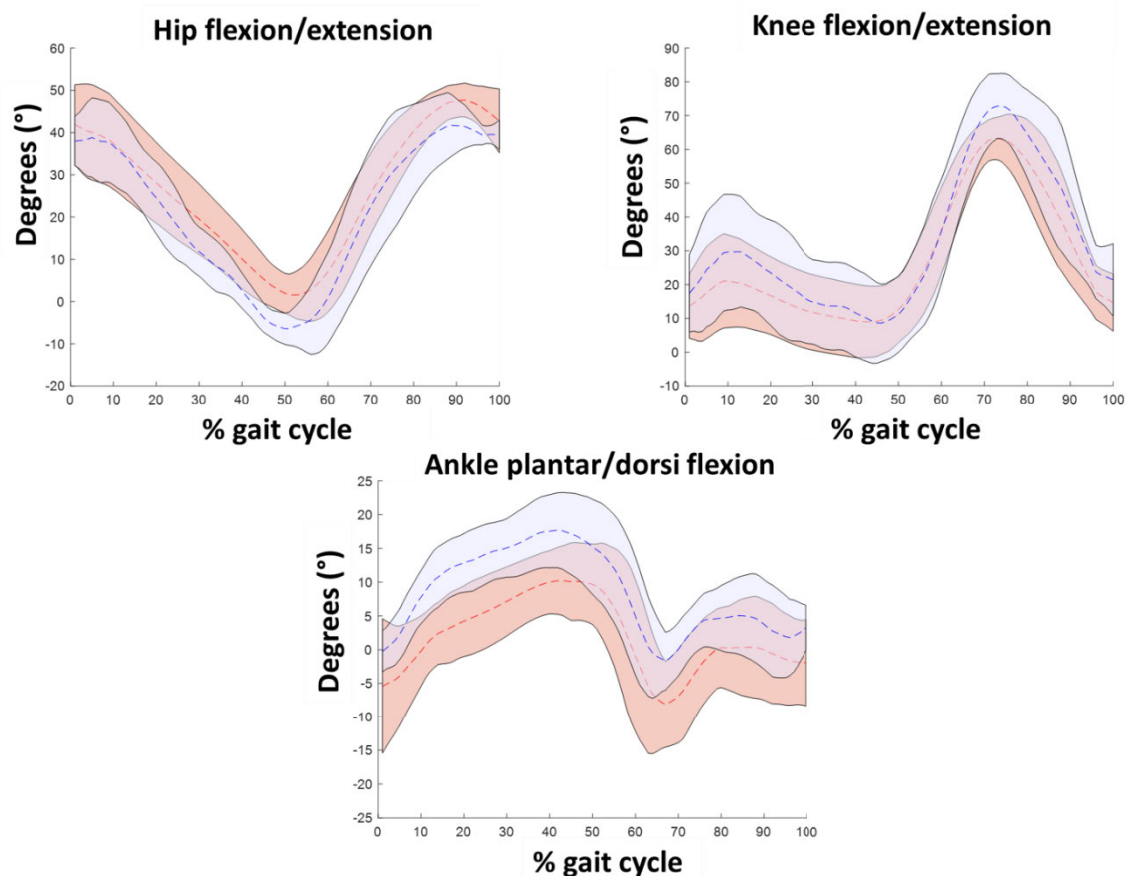 Hip flexion/extension
Degrees (°)
60
50
40
30
20
10
0
-10
-20
0 10 20 30 40 50 60 70 80 90 100
% gait cycle
Knee flexion/extension
Degrees (°)
90
80
70
60
50
40
30
20
10
0
-10
0 10 20 30 40 50 60 70 80 90 100
% gait cycle
Ankle plantar/dorsi flexion
Degrees (°)
25
20
15
10
5
0
-5
-10
-15
-20
-25
0 10 20 30 40 50 60 70 80 90 100
% gait cycle